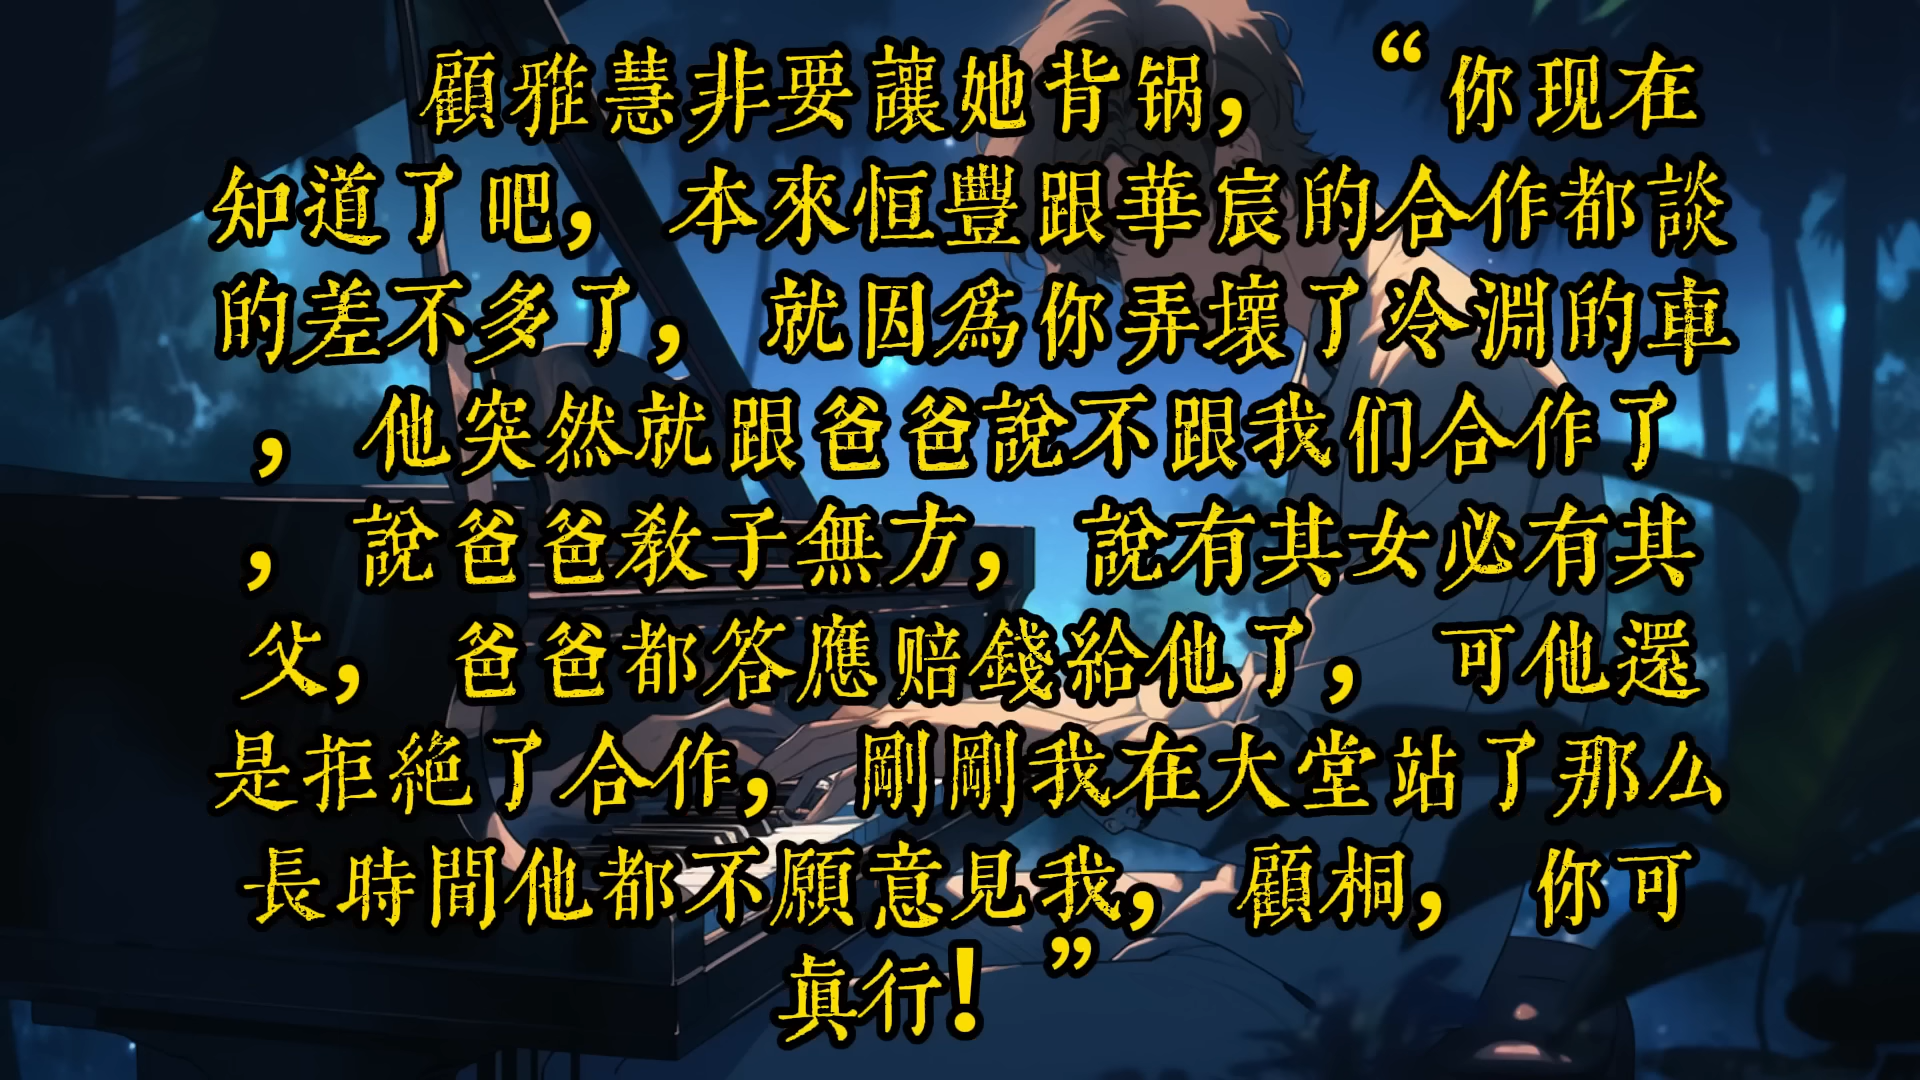 顧雅慧非要讓她背锅，“你现在
知道了吧，本來恒豐跟華宸的合作都談
的差不多了，就因為你弄壞了冷淵的車
，他突然就跟爸爸說不跟我们合作了
，說爸爸教子無方，說有其女必有其
父，爸爸都答應赔錢給他了，可他還
是拒絕了合作，剛剛我在大堂站了那么
長時間他都不願意見我，顧桐，你可
真行！”